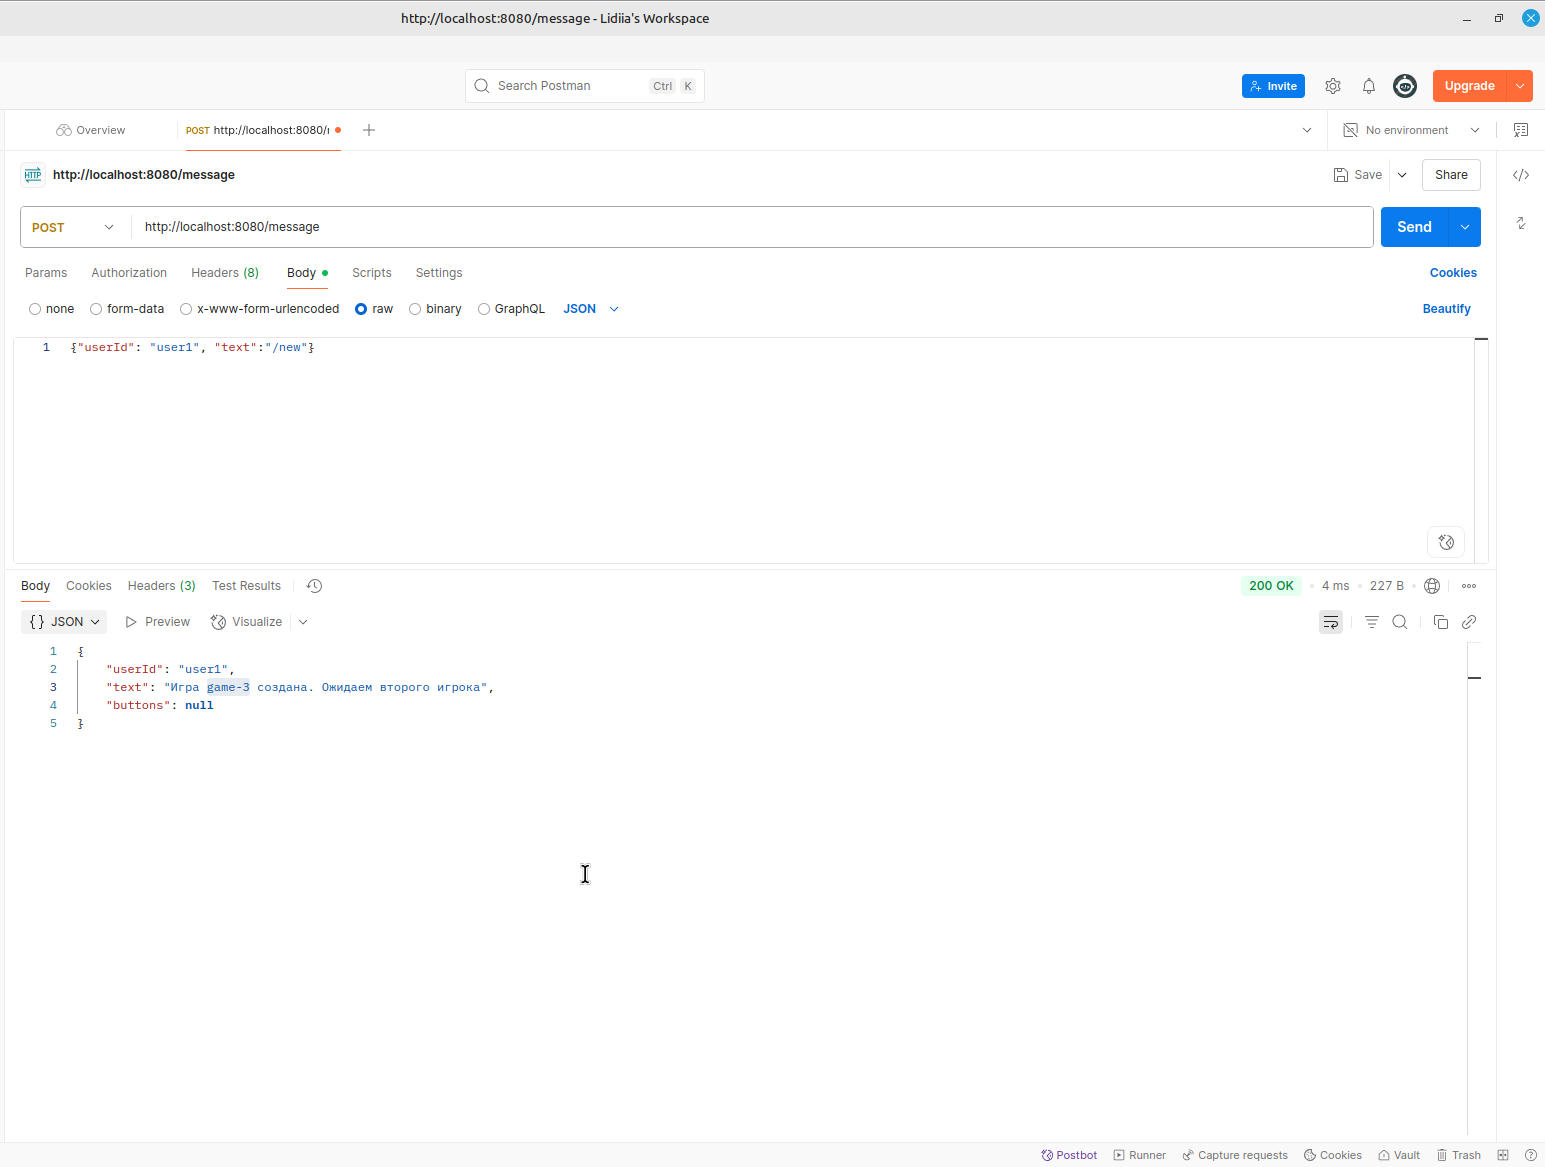 http://localhost:8080/message - Lidiia's Workspace
Search Postman Ctrl K
Invite
Upgrade
Overview
POST http://localhost:8080/
No environment
HTTP http://localhost:8080/message
Save
Share
POST http://localhost:8080/message
Send
Params Authorization Headers (8) Body Scripts Settings
Cookies
none form-data x-www-form-urlencoded raw binary GraphQL JSON
Beautify
1 {"userId": "user1", "text":"/new"}
Body Cookies Headers (3) Test Results
200 OK • 4 ms • 227 B •
{ } JSON Preview Visualize
1 {
2 "userId": "user1",
3 "text": "Игра game-3 создана. Ожидаем второго игрока",
4 "buttons": null
5 }
Postbot Runner Capture requests Cookies Vault Trash